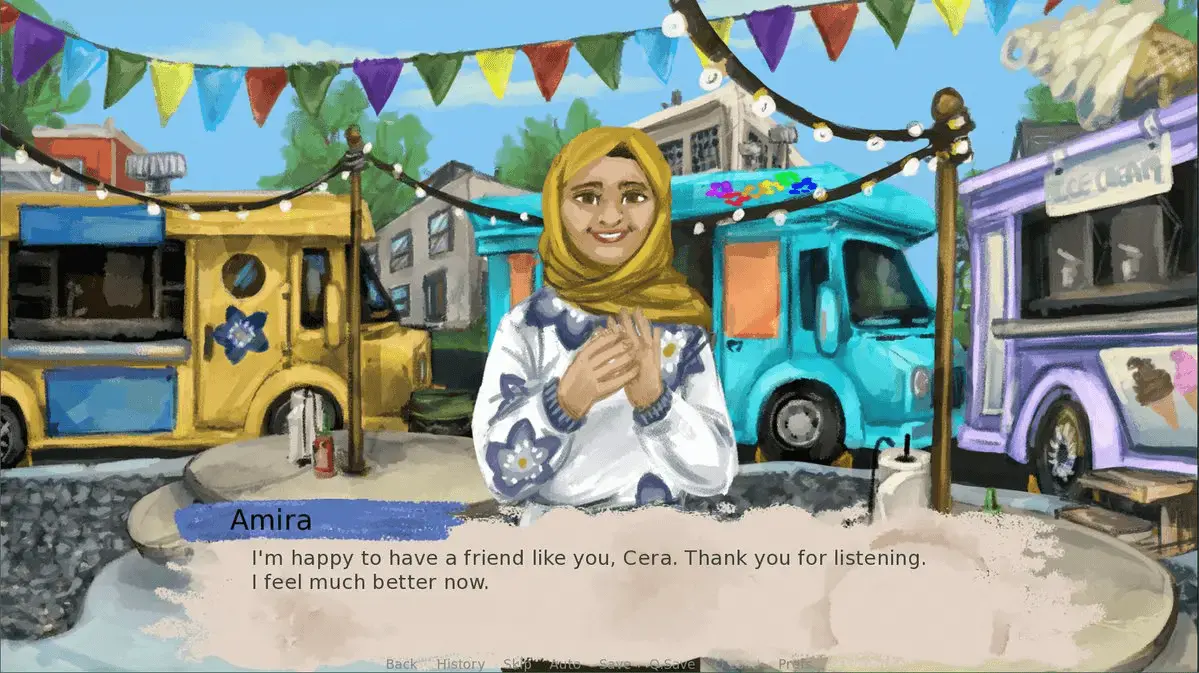 ICE CREAM
Amira
I'm happy to have a friend like you, Cera. Thank you for listening.
I feel much better now.
Back History Skip Auto Save Q.Save